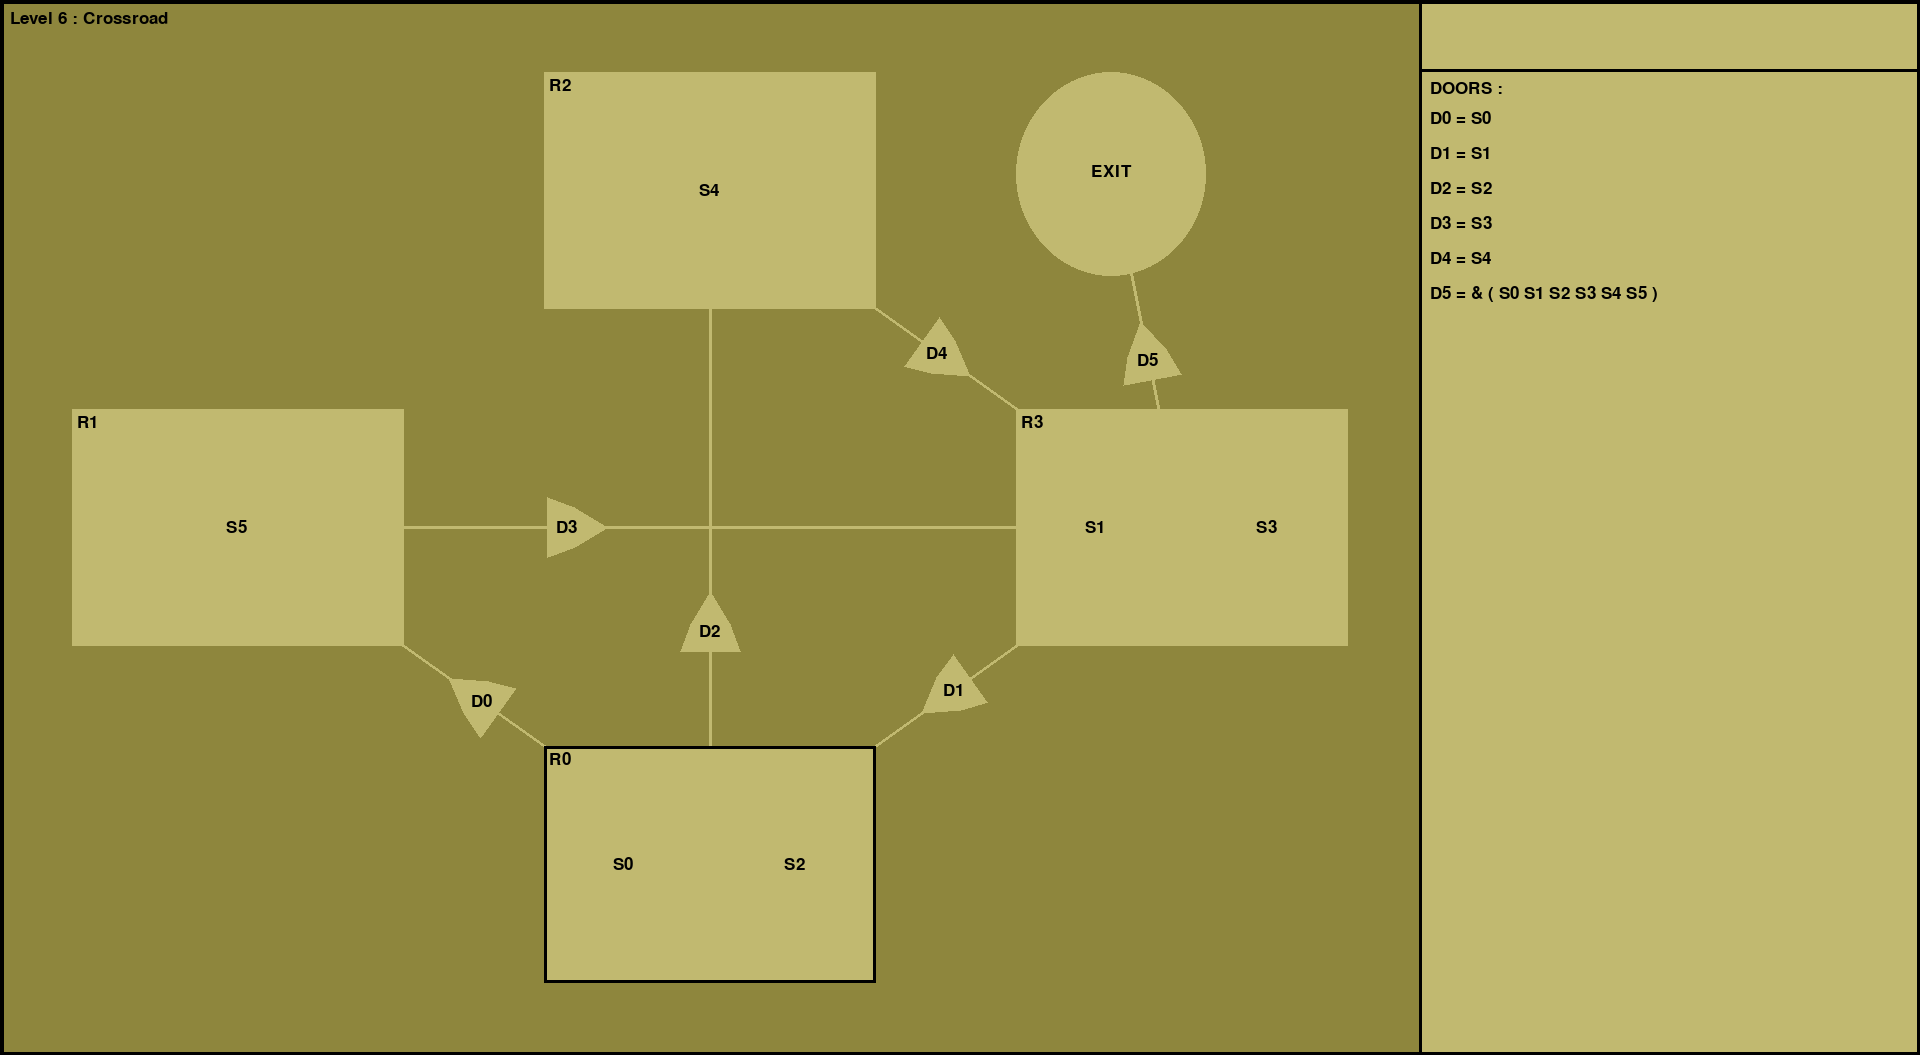 Level 6 : Crossroad
R2
S4
EXIT
D4
D5
R1
S5
D3
R3
S1
S3
D2
D0
D1
R0
S0
S2
DOORS :
D0 = S0
D1 = S1
D2 = S2
D3 = S3
D4 = S4
D5 = & ( S0 S1 S2 S3 S4 S5 )